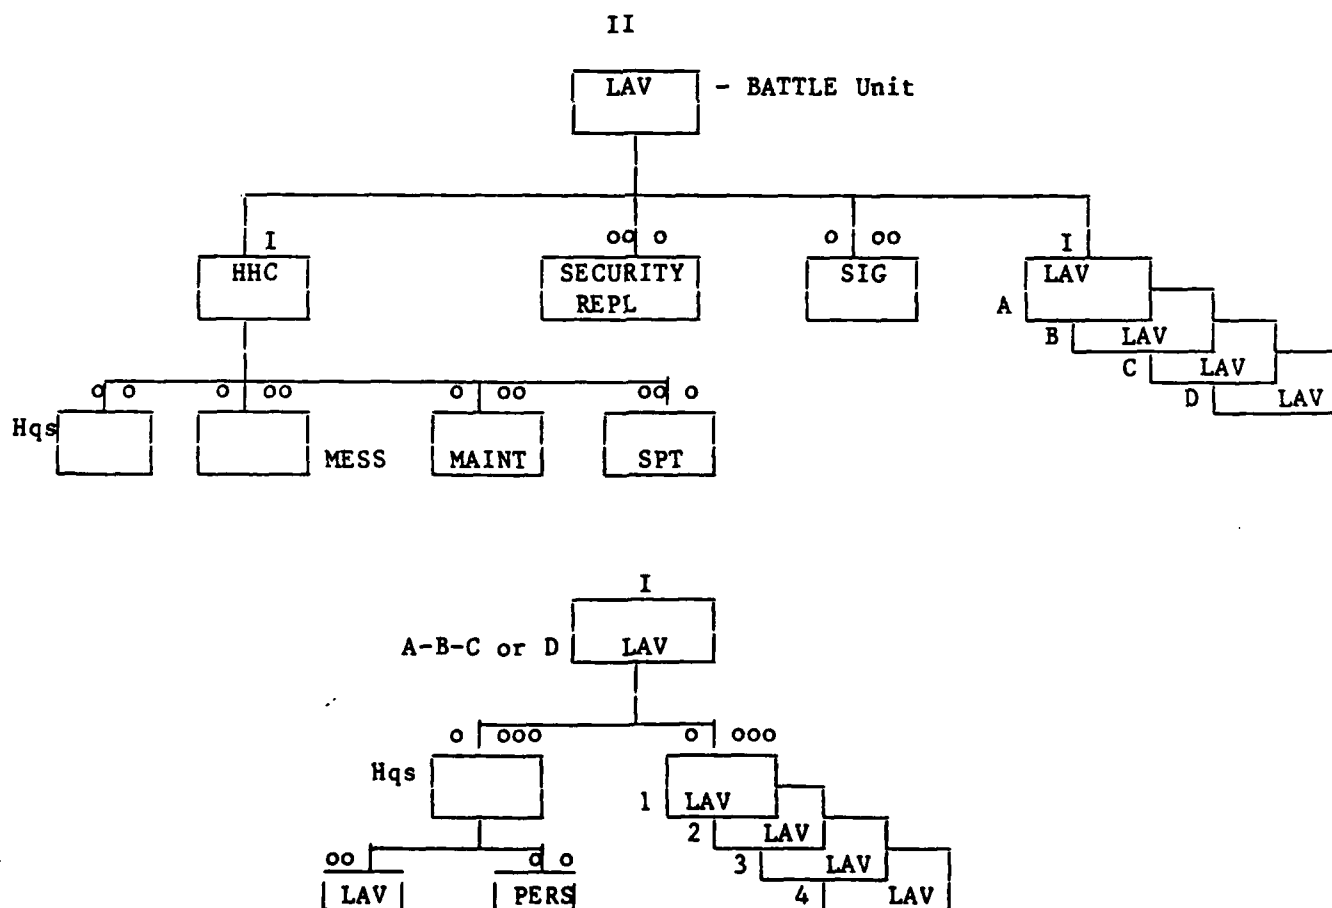 II
LAV - BATTLE Unit
I
oo o
o oo
I
HHC
SECURITY
REPL
SIG
LAV
A
B LAV
C LAV
D LAV
o o
o oo
o oo
oo o
Hqs
MESS
MAINT
SPT
I
A-B-C or D LAV
o ooo
o ooo
Hqs
1 LAV
2 LAV
3 LAV
4 LAV
oo
o o
LAV
PERS